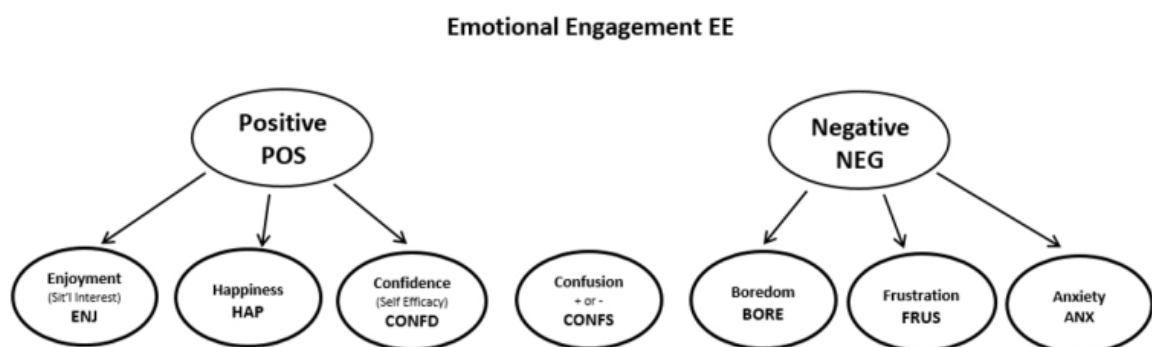 Emotional Engagement EE
Positive
POS
Negative
NEG
Enjoyment
(Sit'l Interest)
ENJ
Happiness
HAP
Confidence
(Self Efficacy)
CONFD
Confusion
+ or -
CONFS
Boredom
BORE
Frustration
FRUS
Anxiety
ANX